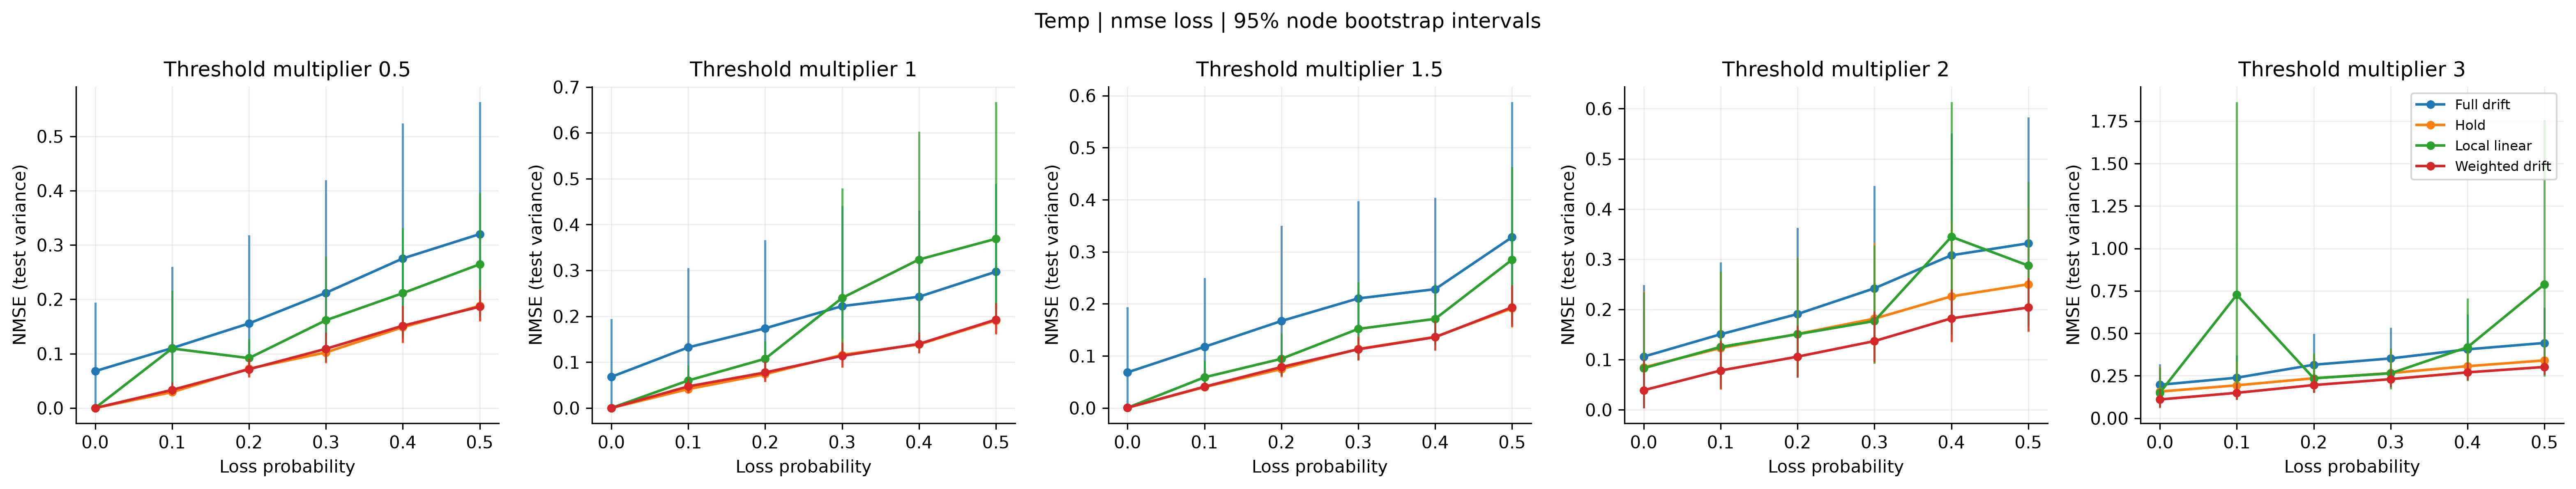 Temp | nmse loss | 95% node bootstrap intervals
Threshold multiplier 0.5
NMSE (test variance)
0.5
0.4
0.3
0.2
0.1
0.0
0.0 0.1 0.2 0.3 0.4 0.5
Loss probability
Threshold multiplier 1
NMSE (test variance)
0.7
0.6
0.5
0.4
0.3
0.2
0.1
0.0
0.0 0.1 0.2 0.3 0.4 0.5
Loss probability
Threshold multiplier 1.5
NMSE (test variance)
0.6
0.5
0.4
0.3
0.2
0.1
0.0
0.0 0.1 0.2 0.3 0.4 0.5
Loss probability
Threshold multiplier 2
NMSE (test variance)
0.6
0.5
0.4
0.3
0.2
0.1
0.0
0.0 0.1 0.2 0.3 0.4 0.5
Loss probability
Threshold multiplier 3
NMSE (test variance)
1.75
1.50
1.25
1.00
0.75
0.50
0.25
0.00
0.0 0.1 0.2 0.3 0.4 0.5
Loss probability
Full drift
Hold
Local linear
Weighted drift